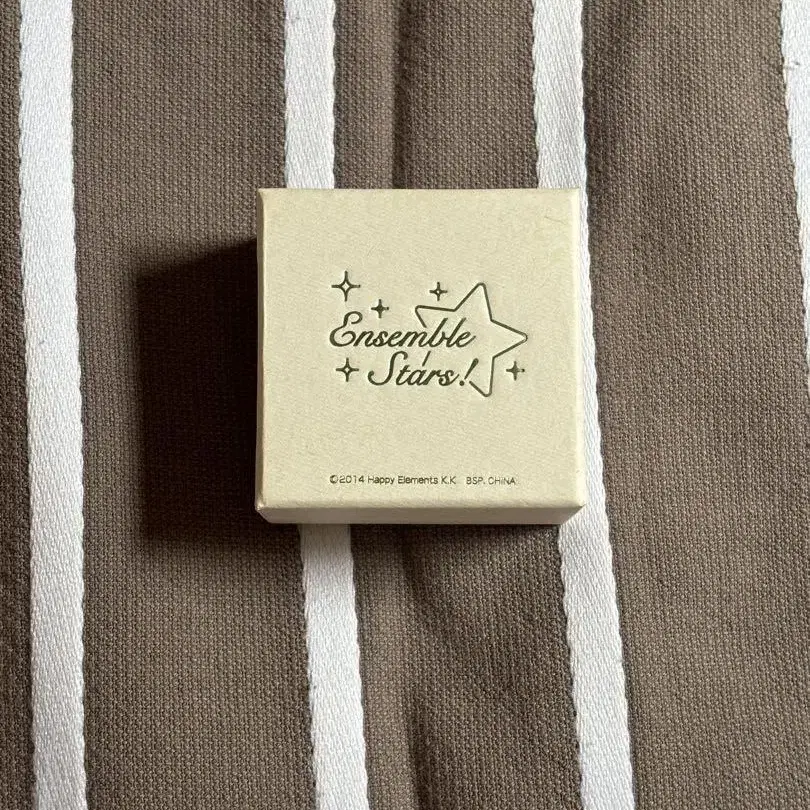 Ensemble
Stars!
©2014 Happy Elements K.K BSP. CHINA